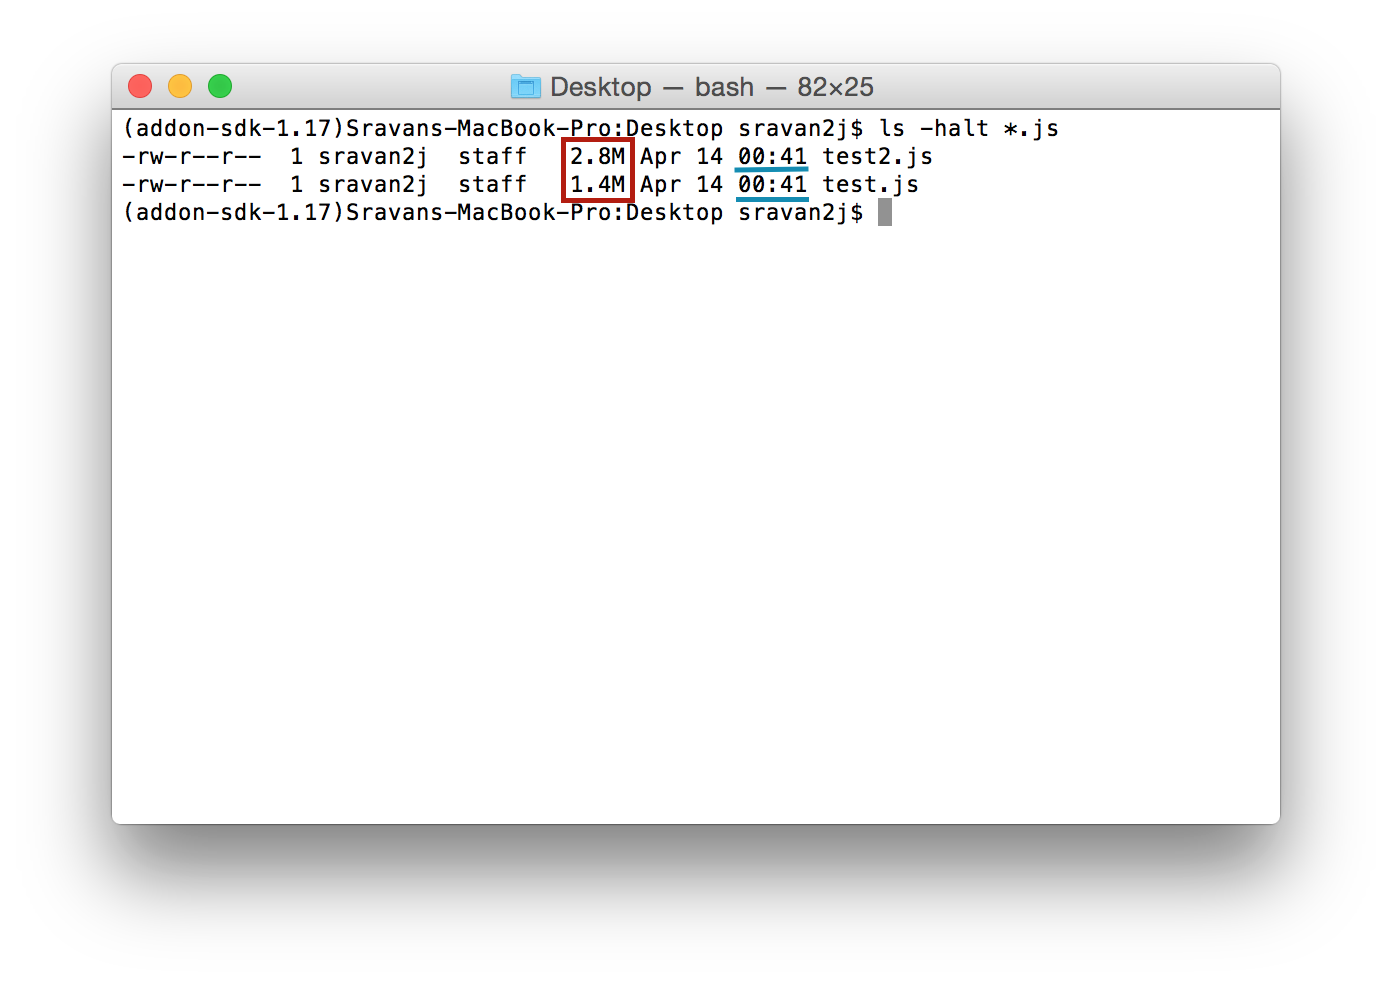 Desktop — bash — 82×25
(addon-sdk-1.17)Sravans-MacBook-Pro:Desktop sravan2j$ ls -halt *.js
-rw-r--r--  1 sravan2j  staff   2.8M Apr 14 00:41 test2.js
-rw-r--r--  1 sravan2j  staff   1.4M Apr 14 00:41 test.js
(addon-sdk-1.17)Sravans-MacBook-Pro:Desktop sravan2j$